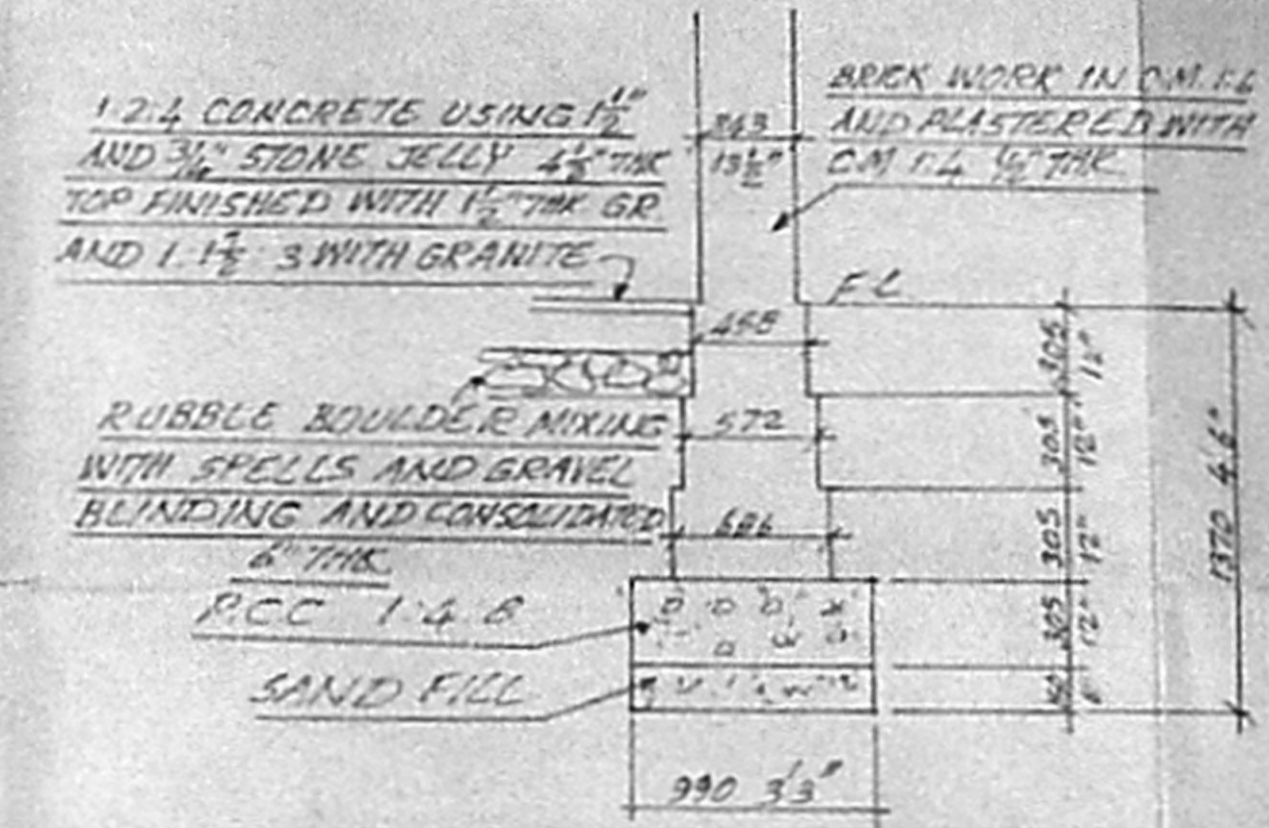 1:2:4 CONCRETE USING 1½"
AND 3/4" STONE JELLY 4½" THK
TOP FINISHED WITH 1½" THK GR.
AND 1:1½:3 WITH GRANITE
BRICK WORK IN C.M. 1:6
AND PLASTERED WITH
C.M 1:4 ½" THK
343
13½"
F L
458
RUBBLE BOULDER MIXING
WITH SPELLS AND GRAVEL
BLINDING AND CONSOLIDATED
6" THK
572
686
P.C.C 1:4:8
SAND FILL
305 12"
305 12"
305 12"
305 12"
6"
1370 4'6"
990 3'3"